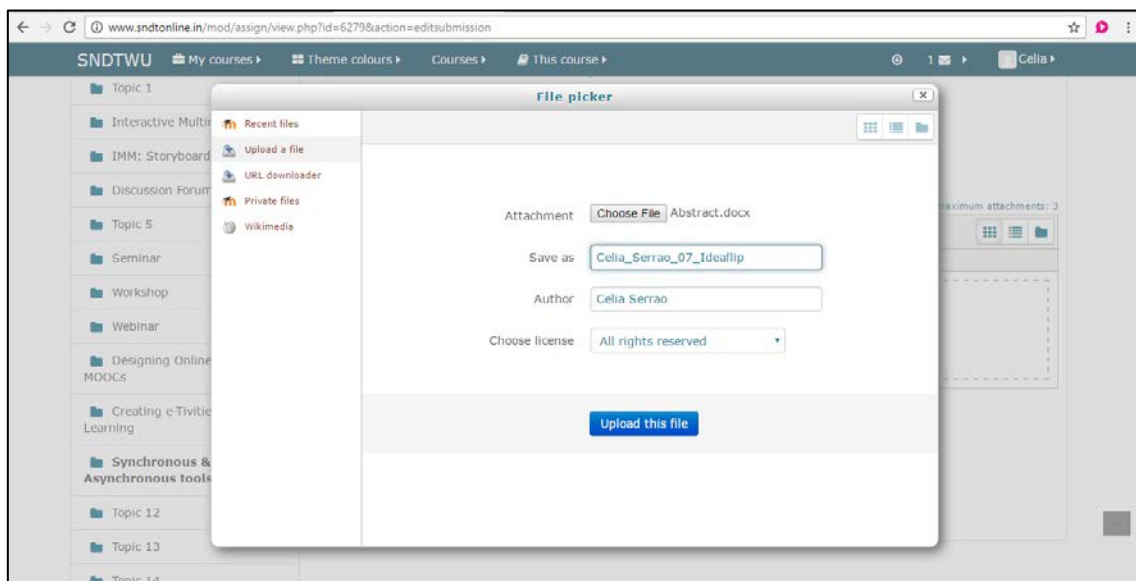 www.sndtonline.in/mod/assign/view.php?id=6279&action=editsubmission
SNDTWU My courses Theme colours Courses This course 1 Celia
Topic 1
Interactive Multi
IMM: Storyboard
Discussion Forum
Topic 5
Seminar
Workshop
Webinar
Designing Online
MOOCs
Creating e-Tivitie
Learning
Synchronous &
Asynchronous tools
Topic 12
Topic 13
Topic 14
File picker
Recent files
Upload a file
URL downloader
Private files
Wikimedia
Attachment Choose File Abstract.docx
Save as Celia_Serrao_07_Ideaflip
Author Celia Serrao
Choose license All rights reserved
Upload this file
maximum attachments: 3